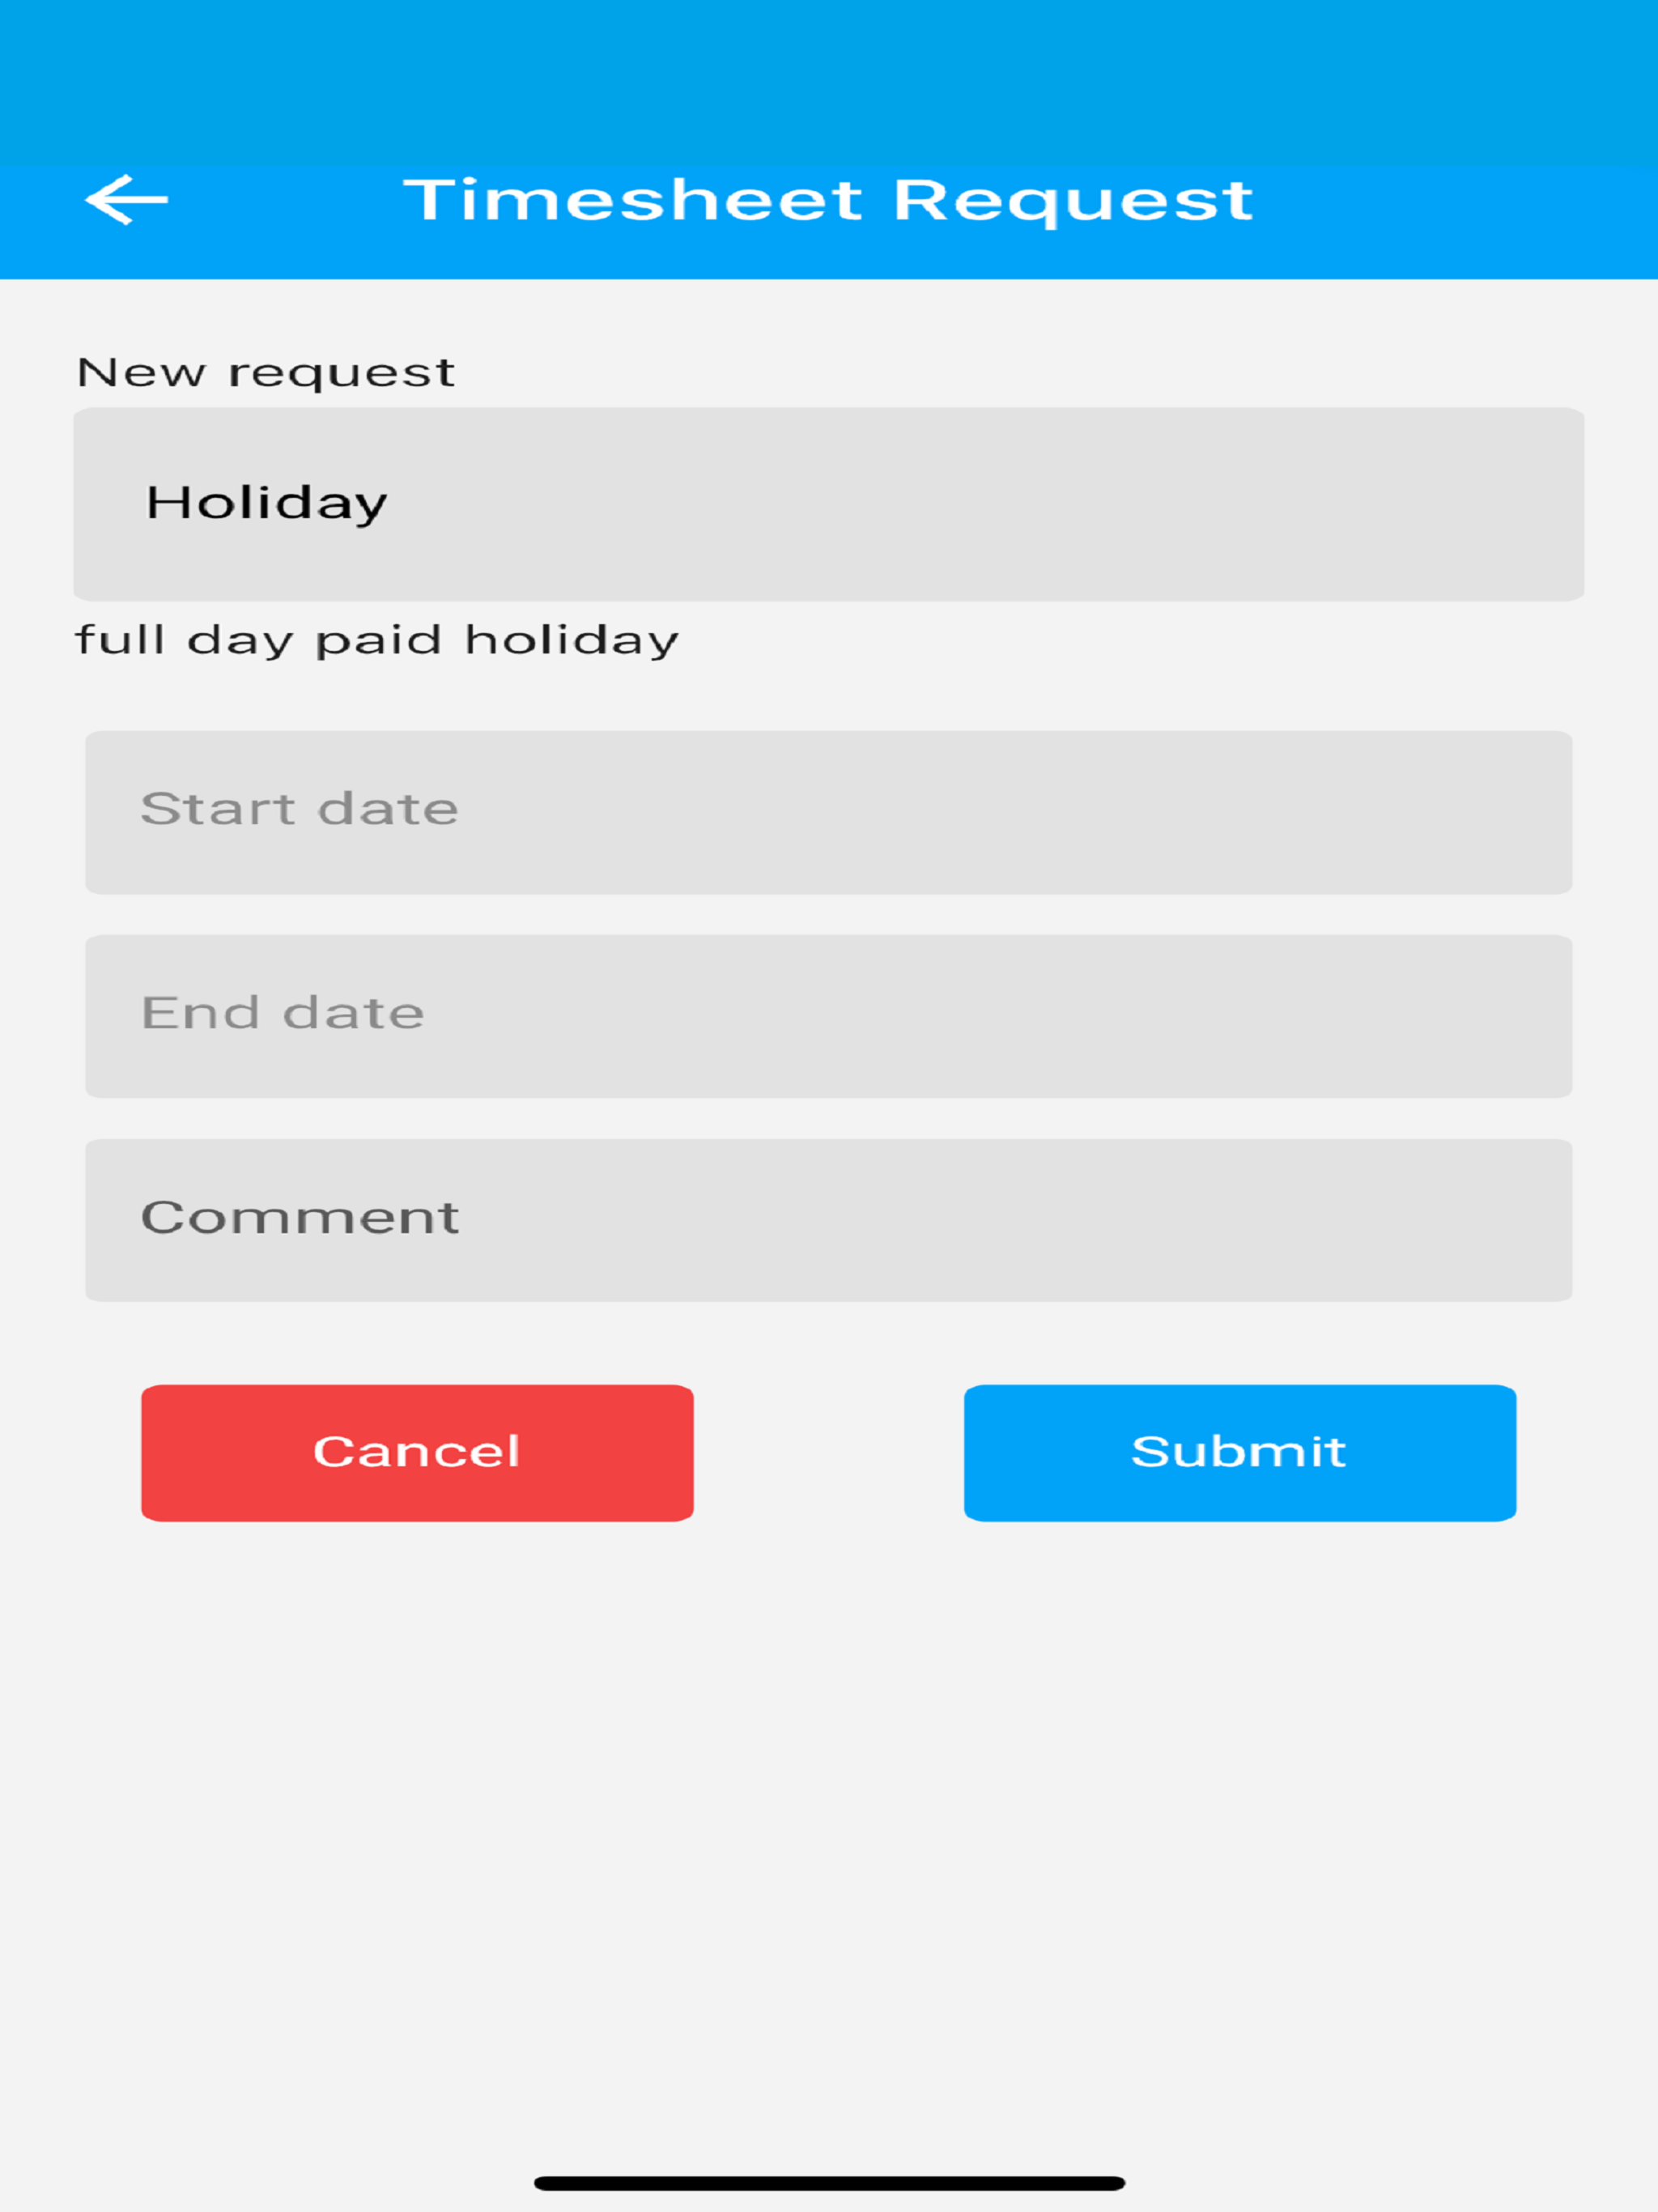 Timesheet Request
New request
Holiday
full day paid holiday
Start date
End date
Comment
Cancel
Submit